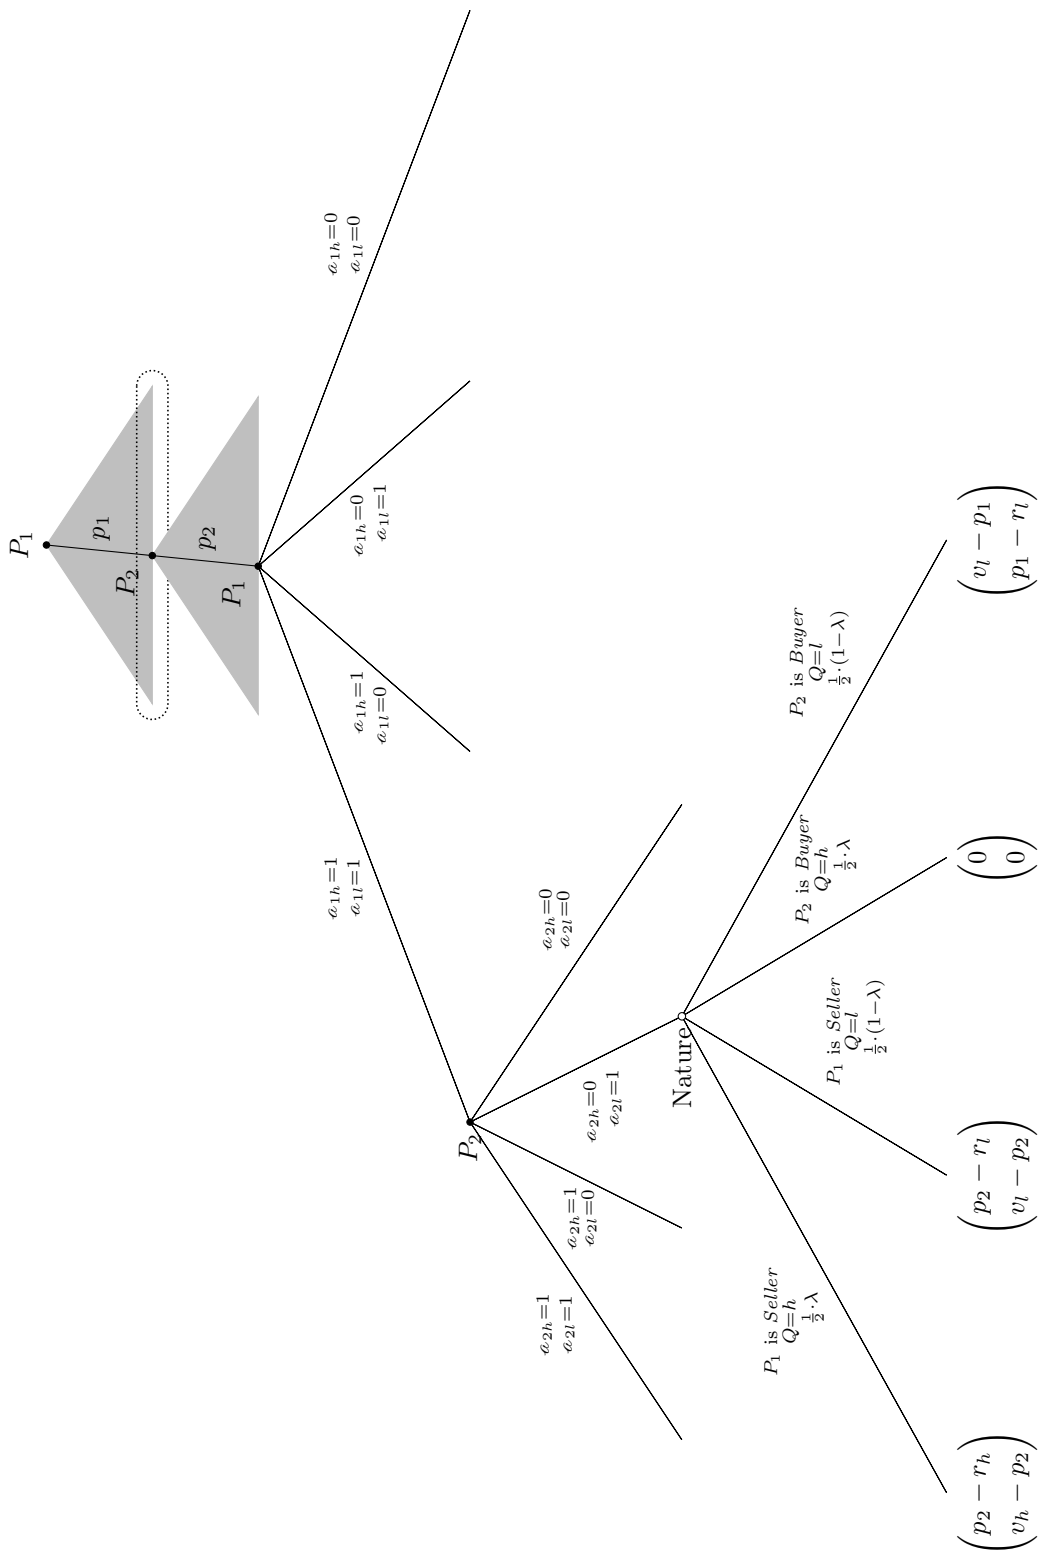 P₁
p₁
P₂
p₂
P₁
a₁ₕ=1
a₁ₗ=1
a₁ₕ=1
a₁ₗ=0
a₁ₕ=0
a₁ₗ=1
a₁ₕ=0
a₁ₗ=0
P₂
a₂ₕ=1
a₂ₗ=1
a₂ₕ=1
a₂ₗ=0
a₂ₕ=0
a₂ₗ=1
a₂ₕ=0
a₂ₗ=0
Nature
P₁ is Seller
Q=h
½·λ
P₁ is Seller
Q=l
½·(1−λ)
P₂ is Buyer
Q=h
½·λ
P₂ is Buyer
Q=l
½·(1−λ)
(p₂ − rₕ
vₕ − p₂)
(p₂ − rₗ
vₗ − p₂)
(0
0)
(vₗ − p₁
p₁ − rₗ)